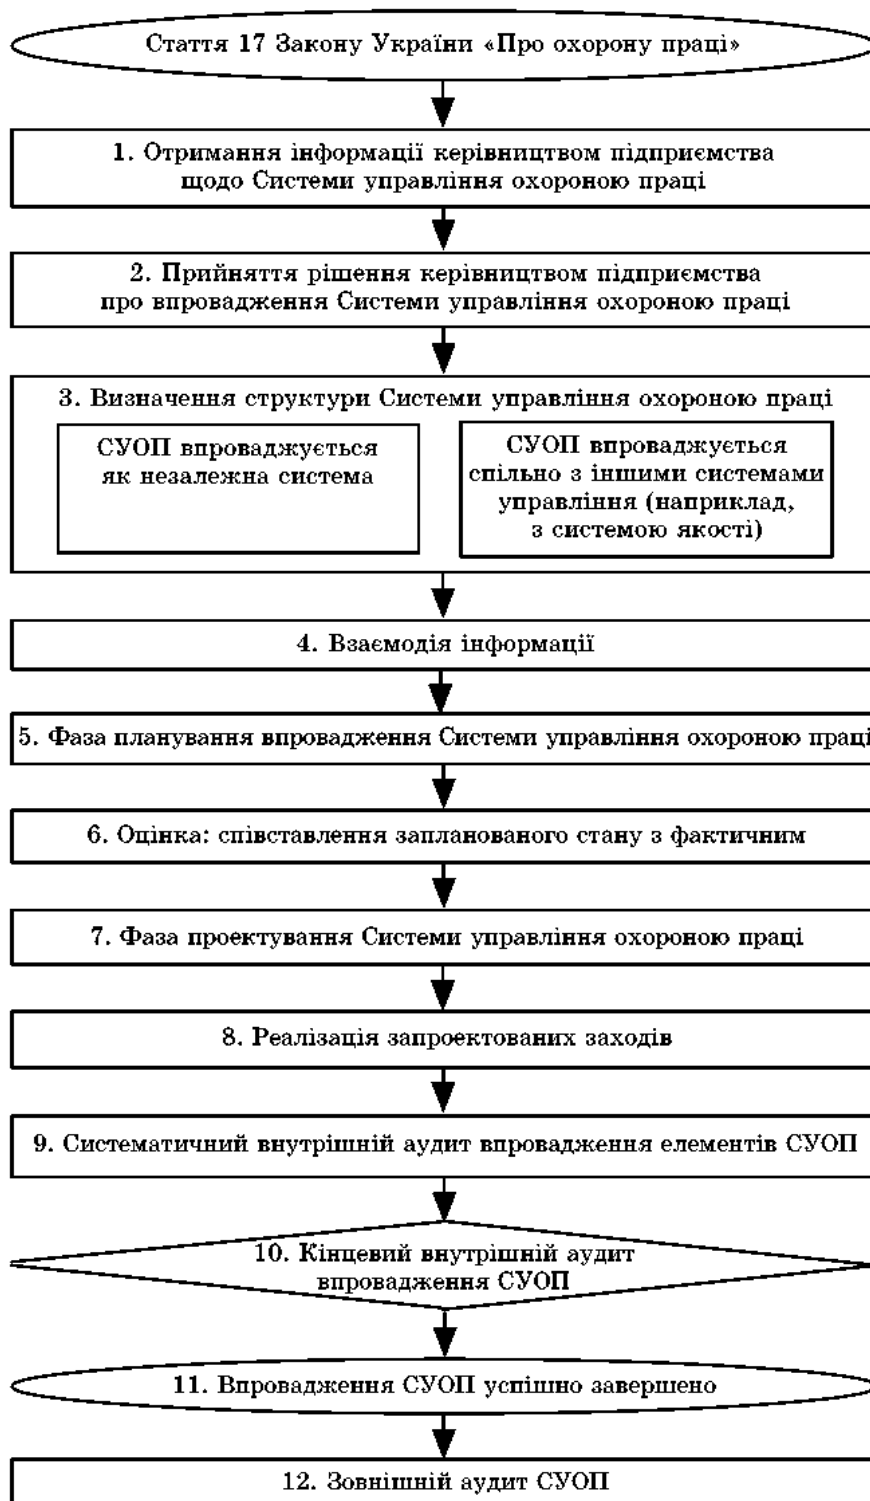 Стаття 17 Закону України «Про охорону праці»
1. Отримання інформації керівництвом підприємства
щодо Системи управління охороною праці
2. Прийняття рішення керівництвом підприємства
про впровадження Системи управління охороною праці
3. Визначення структури Системи управління охороною праці
СУОП впроваджується
як незалежна система
СУОП впроваджується
спільно з іншими системами
управління (наприклад,
з системою якості)
4. Взаємодія інформації
5. Фаза планування впровадження Системи управління охороною праці
6. Оцінка: співставлення запланованого стану з фактичним
7. Фаза проектування Системи управління охороною праці
8. Реалізація запроектованих заходів
9. Систематичний внутрішній аудит впровадження елементів СУОП
10. Кінцевий внутрішній аудит
впровадження СУОП
11. Впровадження СУОП успішно завершено
12. Зовнішній аудит СУОП